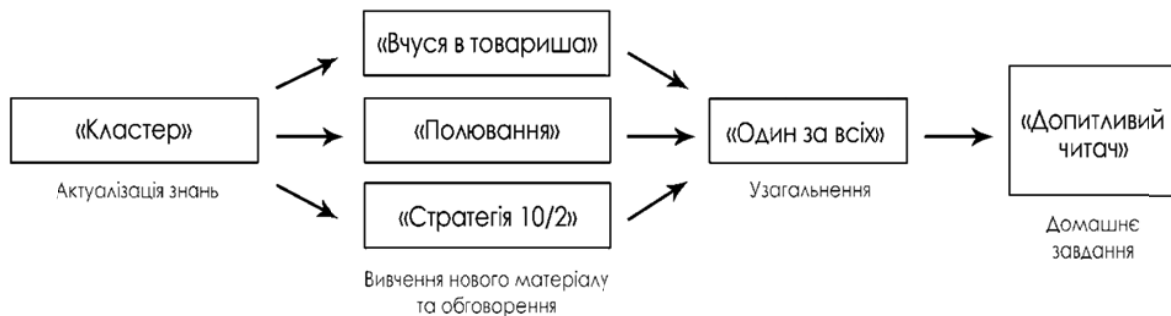 «Кластер»
Актуалізація знань
«Вчуся в товариша»
«Полювання»
«Стратегія 10/2»
Вивчення нового матеріалу
та обговорення
«Один за всіх»
Узагальнення
«Допитливий
читач»
Домашнє
завдання